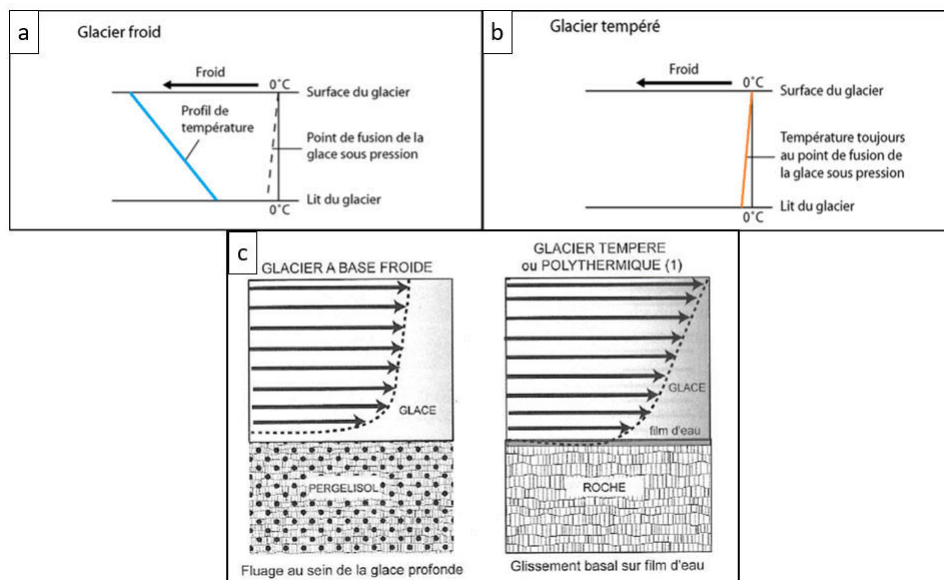 a
Glacier froid
Froid
0°C
Surface du glacier
Profil de
température
Point de fusion de la
glace sous pression
Lit du glacier
0°C
b
Glacier tempéré
Froid
0°C
Surface du glacier
Température toujours
au point de fusion de
la glace sous pression
Lit du glacier
0°C
c
GLACIER A BASE FROIDE
GLACE
PERGELISOL
Fluage au sein de la glace profonde
GLACIER TEMPERE
ou POLYTHERMIQUE (1)
GLACE
film d'eau
ROCHE
Glissement basal sur film d'eau